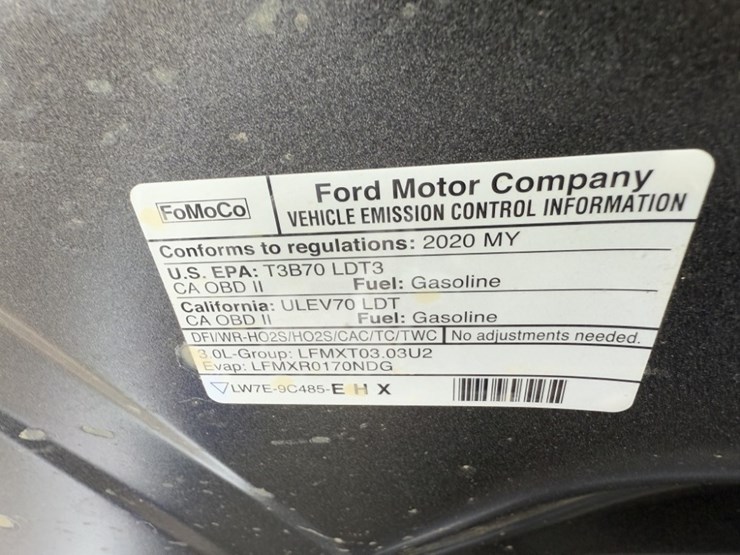 FoMoCo
Ford Motor Company
VEHICLE EMISSION CONTROL INFORMATION
Conforms to regulations: 2020 MY
U.S. EPA: T3B70 LDT3
CA OBD II Fuel: Gasoline
California: ULEV70 LDT
CA OBD II Fuel: Gasoline
DFI/WR-HO2S/HO2S/CAC/TC/TWC No adjustments needed.
3.0L-Group: LFMXT03.03U2
Evap: LFMXR0170NDG
LW7E-9C485-E H X